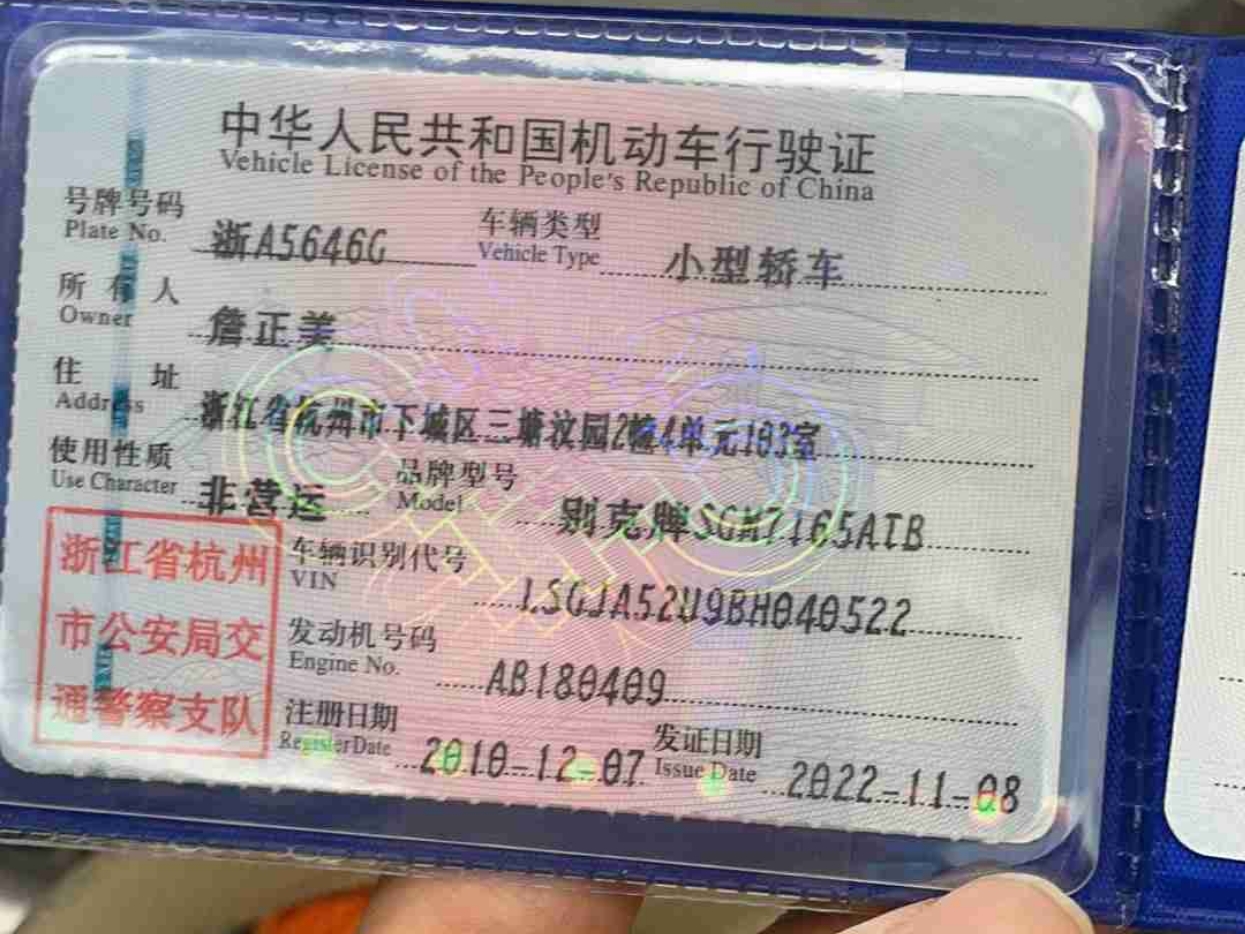 中华人民共和国机动车行驶证
Vehicle License of the People's Republic of China
号牌号码 浙A5646G 车辆类型 小型轿车
Plate No. Vehicle Type
所有人 詹正美
Owner
住址 浙江省杭州市下城区三塘汶园2幢4单元103室
Address
使用性质 非营运 品牌型号 别克牌SGM7165ATB
Use Character Model
浙江省杭州
市公安局交
通警察支队
车辆识别代号 LSGJA52U9BH040522
VIN
发动机号码 AB180409
Engine No.
注册日期 2010-12-07 发证日期 2022-11-08
Register Date Issue Date